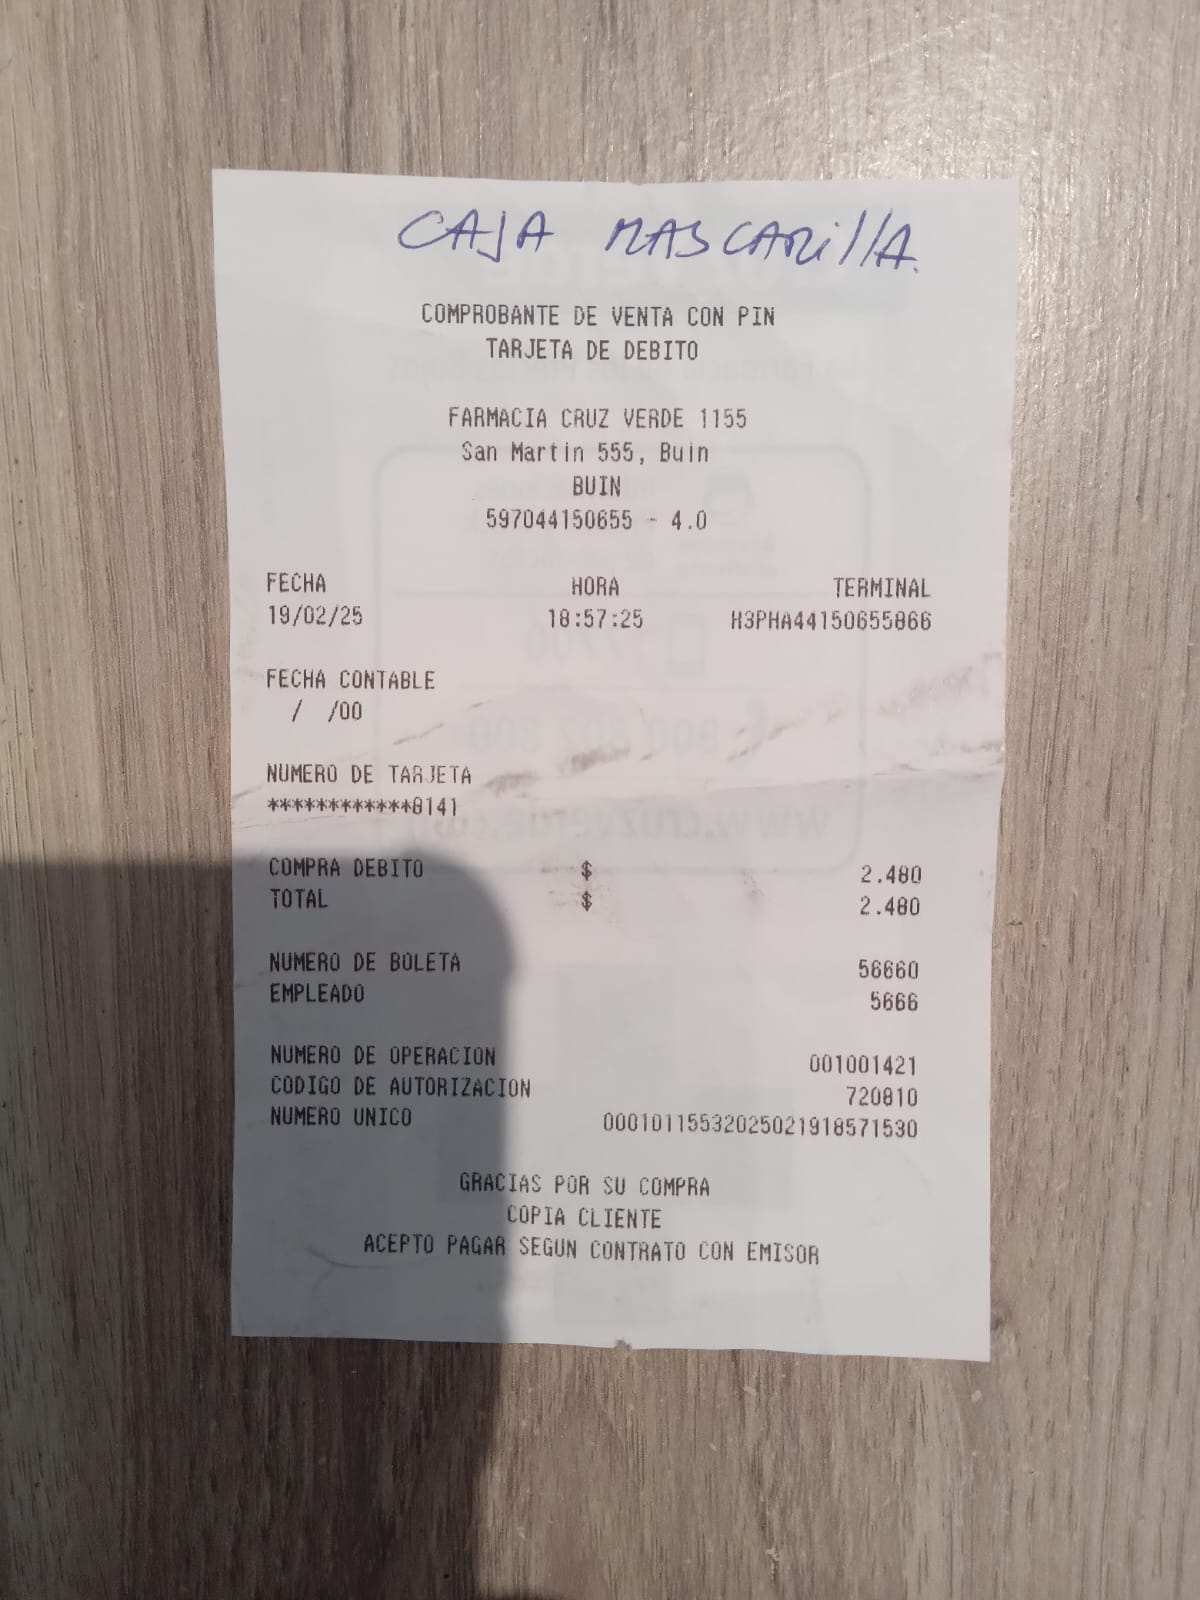 CAJA MASCARillA.
COMPROBANTE DE VENTA CON PIN
TARJETA DE DEBITO
FARMACIA CRUZ VERDE 1155
San Martin 555, Buin
BUIN
597044150655 - 4.0
FECHA HORA TERMINAL
19/02/25 18:57:25 H3PHA44150655866
FECHA CONTABLE
/ /00
NUMERO DE TARJETA
************8141
COMPRA DEBITO $ 2.480
TOTAL $ 2.480
NUMERO DE BOLETA 56660
EMPLEADO 5666
NUMERO DE OPERACION 001001421
CODIGO DE AUTORIZACION 720810
NUMERO UNICO 00010115532025021918571530
GRACIAS POR SU COMPRA
COPIA CLIENTE
ACEPTO PAGAR SEGUN CONTRATO CON EMISOR